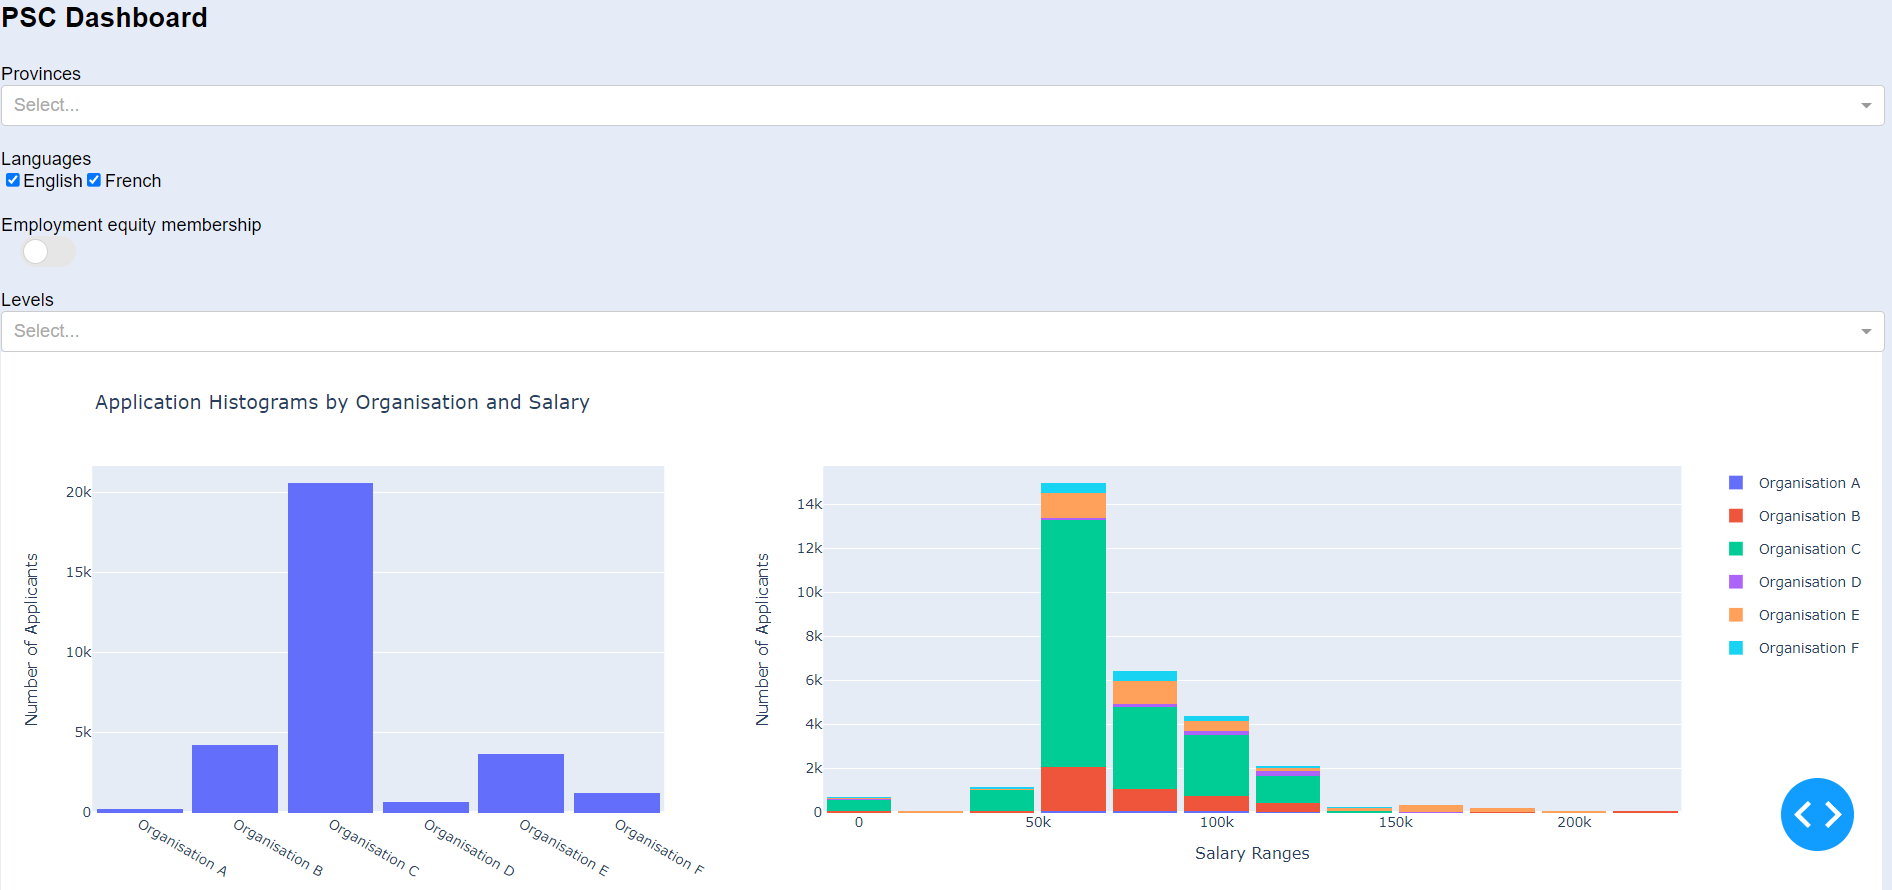 PSC Dashboard
Provinces
Select...
Languages
English French
Employment equity membership
Levels
Select...
Application Histograms by Organisation and Salary
Number of Applicants
20k
15k
10k
5k
0
Organisation A
Organisation B
Organisation C
Organisation D
Organisation E
Organisation F
Number of Applicants
14k
12k
10k
8k
6k
4k
2k
0
0 50k 100k 150k 200k
Salary Ranges
Organisation A
Organisation B
Organisation C
Organisation D
Organisation E
Organisation F